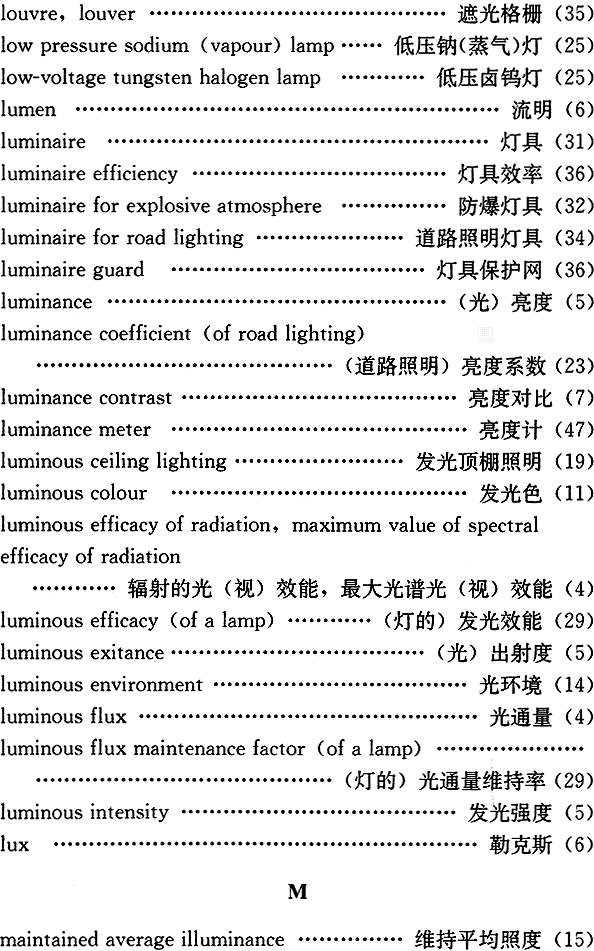 louvre, louver ………………………………… 遮光格栅 (35)
low pressure sodium (vapour) lamp …… 低压钠(蒸气)灯 (25)
low-voltage tungsten halogen lamp ………… 低压卤钨灯 (25)
lumen ………………………………………………… 流明 (6)
luminaire …………………………………………… 灯具 (31)
luminaire efficiency ……………………………… 灯具效率 (36)
luminaire for explosive atmosphere …………… 防爆灯具 (32)
luminaire for road lighting ………………… 道路照明灯具 (34)
luminaire guard ……………………………… 灯具保护网 (36)
luminance ……………………………………… (光) 亮度 (5)
luminance coefficient (of road lighting)
…………………………………… (道路照明) 亮度系数 (23)
luminance contrast ……………………………… 亮度对比 (7)
luminance meter ………………………………… 亮度计 (47)
luminous ceiling lighting …………………… 发光顶棚照明 (19)
luminous colour ………………………………… 发光色 (11)
luminous efficacy of radiation, maximum value of spectral
efficacy of radiation
………… 辐射的光 (视) 效能, 最大光谱光 (视) 效能 (4)
luminous efficacy (of a lamp) ………… (灯的) 发光效能 (29)
luminous exitance …………………………… (光) 出射度 (5)
luminous environment …………………………… 光环境 (14)
luminous flux ……………………………………… 光通量 (4)
luminous flux maintenance factor (of a lamp) ………………
…………………………………… (灯的) 光通量维持率 (29)
luminous intensity ……………………………… 发光强度 (5)
lux ………………………………………………… 勒克斯 (6)
M
maintained average illuminance …………… 维持平均照度 (15)